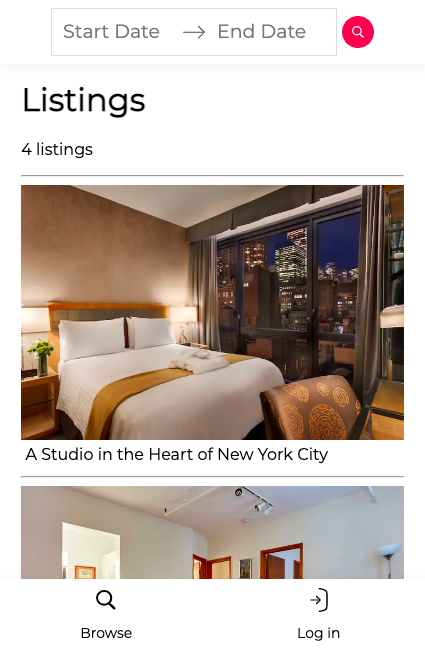 Start Date End Date
Listings
4 listings
A Studio in the Heart of New York City
Browse Log in